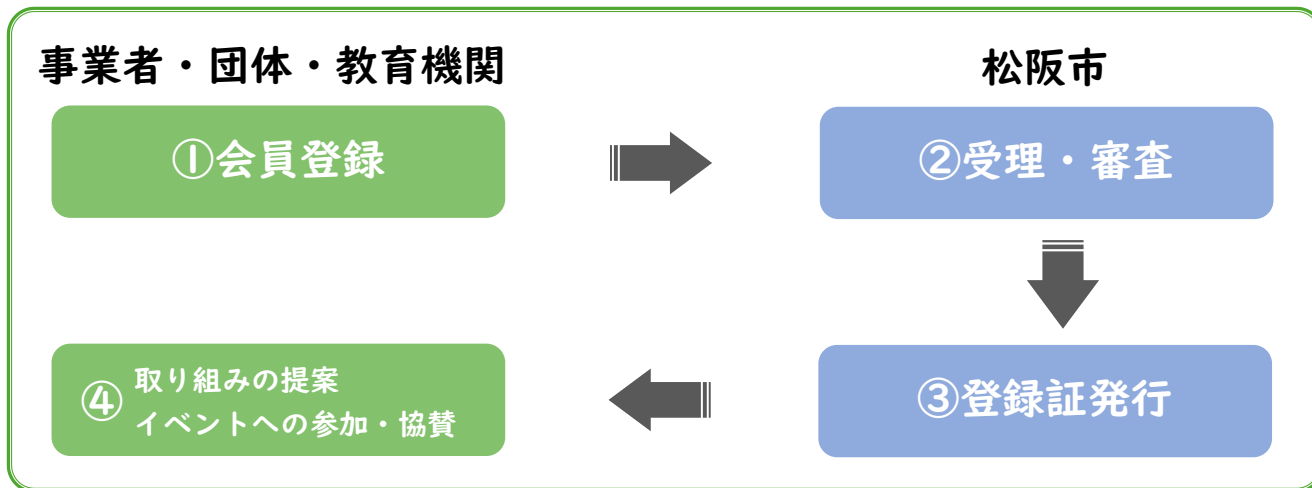 事業者・団体・教育機関
松阪市
①会員登録
②受理・審査
③登録証発行
④ 取り組みの提案
イベントへの参加・協賛